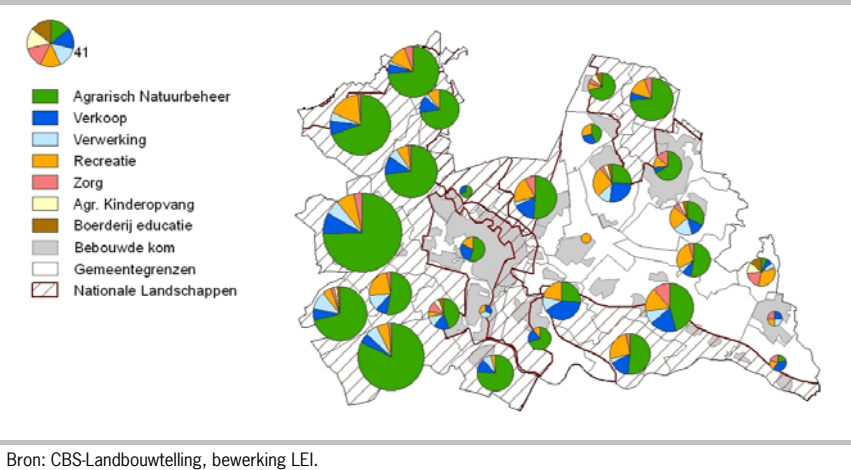 41
Agrarisch Natuurbeheer
Verkoop
Verwerking
Recreatie
Zorg
Agr. Kinderopvang
Boerderij educatie
Bebouwde kom
Gemeentegrenzen
Nationale Landschappen
Bron: CBS-Landbouwtelling, bewerking LEI.